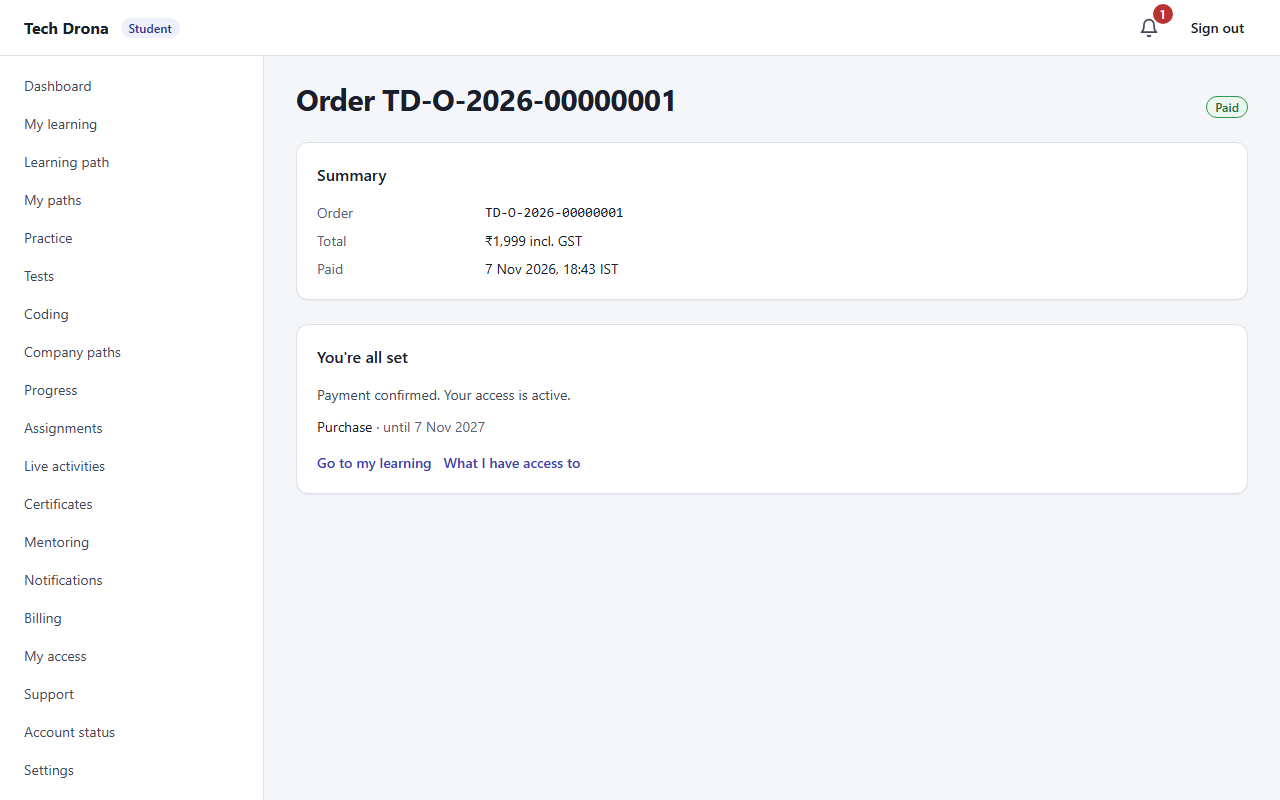 Tech Drona Student 1 Sign out
Dashboard
My learning
Learning path
My paths
Practice
Tests
Coding
Company paths
Progress
Assignments
Live activities
Certificates
Mentoring
Notifications
Billing
My access
Support
Account status
Settings
Order TD-O-2026-00000001
Paid
Summary
Order TD-O-2026-00000001
Total ₹1,999 incl. GST
Paid 7 Nov 2026, 18:43 IST
You're all set
Payment confirmed. Your access is active.
Purchase · until 7 Nov 2027
Go to my learning What I have access to